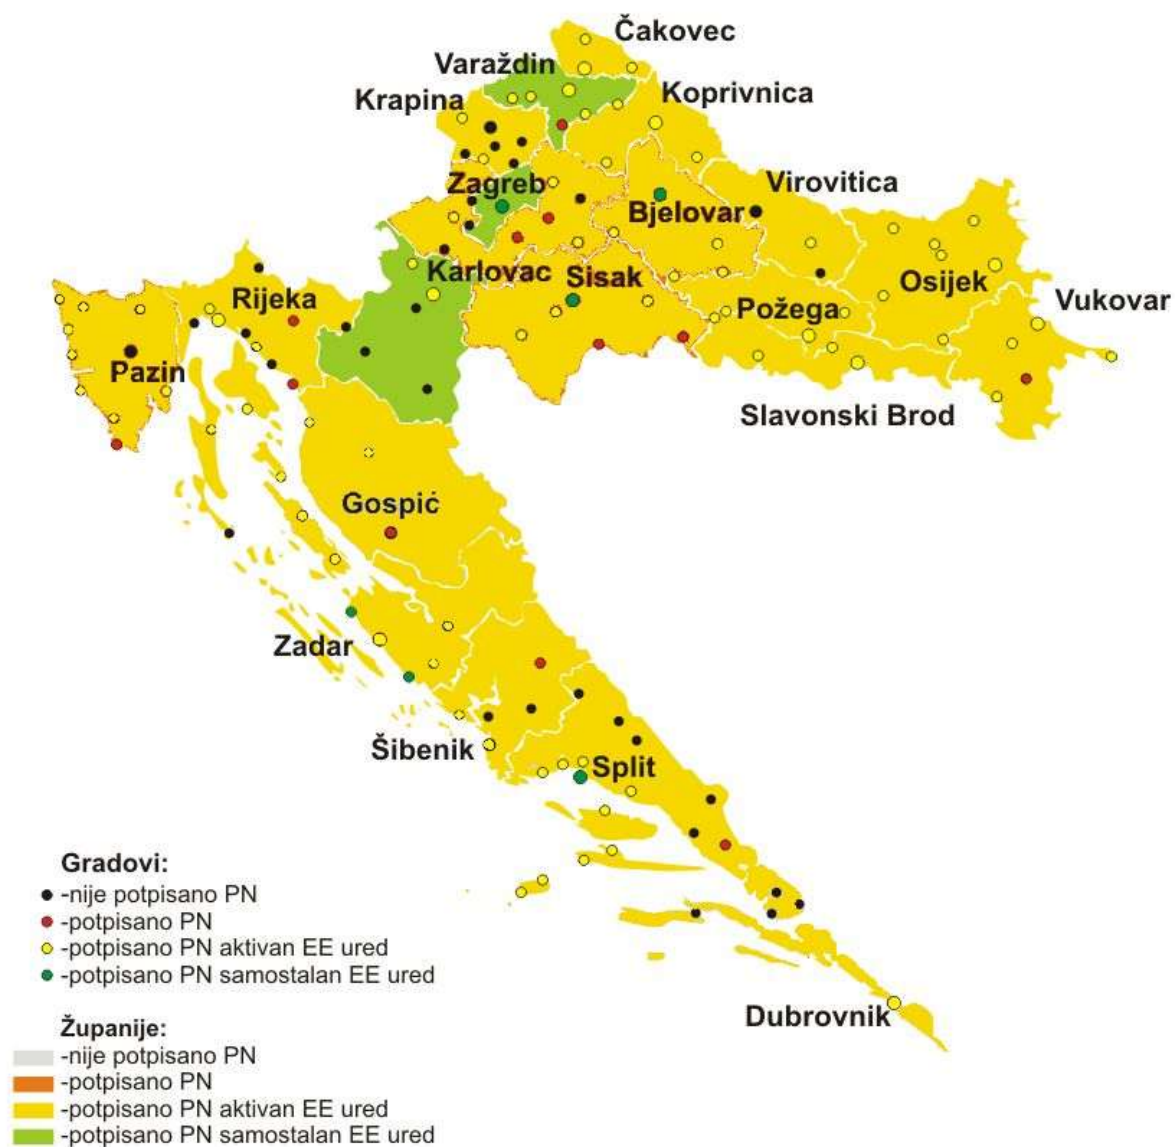 Čakovec
Varaždin
Krapina
Koprivnica
Zagreb
Virovitica
Bjelovar
Karlovac
Sisak
Osijek
Rijeka
Požega
Vukovar
Pazin
Slavonski Brod
Gospić
Zadar
Šibenik
Split
Dubrovnik
Gradovi:
-nije potpisano PN
-potpisano PN
-potpisano PN aktivan EE ured
-potpisano PN samostalan EE ured
Županije:
-nije potpisano PN
-potpisano PN
-potpisano PN aktivan EE ured
-potpisano PN samostalan EE ured